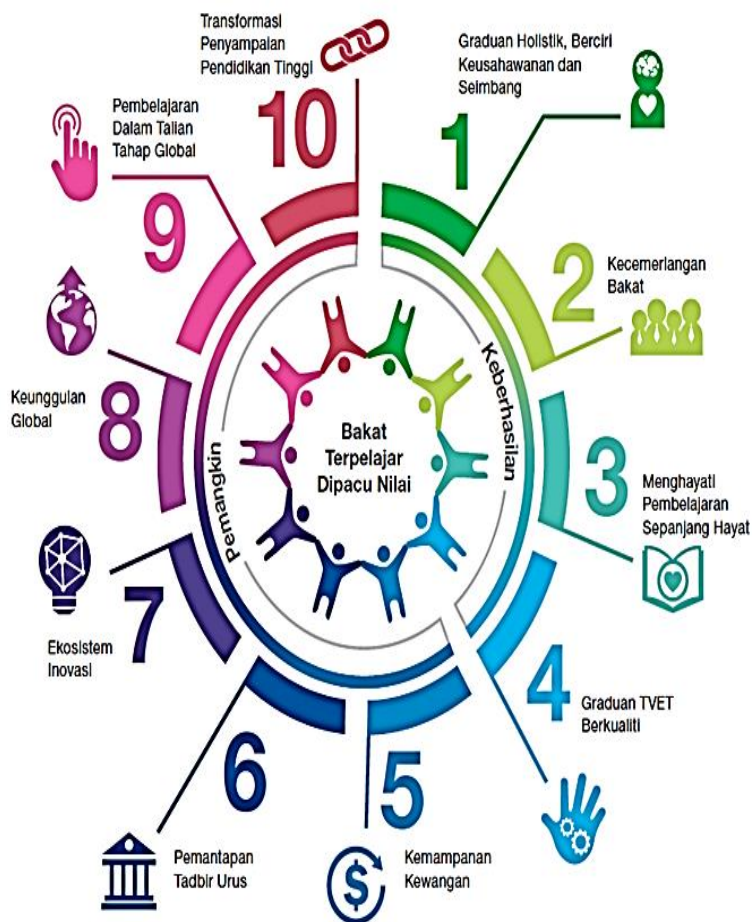 Transformasi
Penyampaian
Pendidikan Tinggi
10
Graduan Holistik, Berciri
Keusahawanan dan
Seimbang
1
2
Kecemerlangan
Bakat
3
Menghayati
Pembelajaran
Sepanjang Hayat
4
Graduan TVET
Berkualiti
5
Kemampanan
Kewangan
$
6
Pemantapan
Tadbir Urus
7
Ekosistem
Inovasi
8
Keunggulan
Global
9
Pembelajaran
Dalam Talian
Tahap Global
Keberhasilan
Pemangkin
Bakat
Terpelajar
Dipacu Nilai